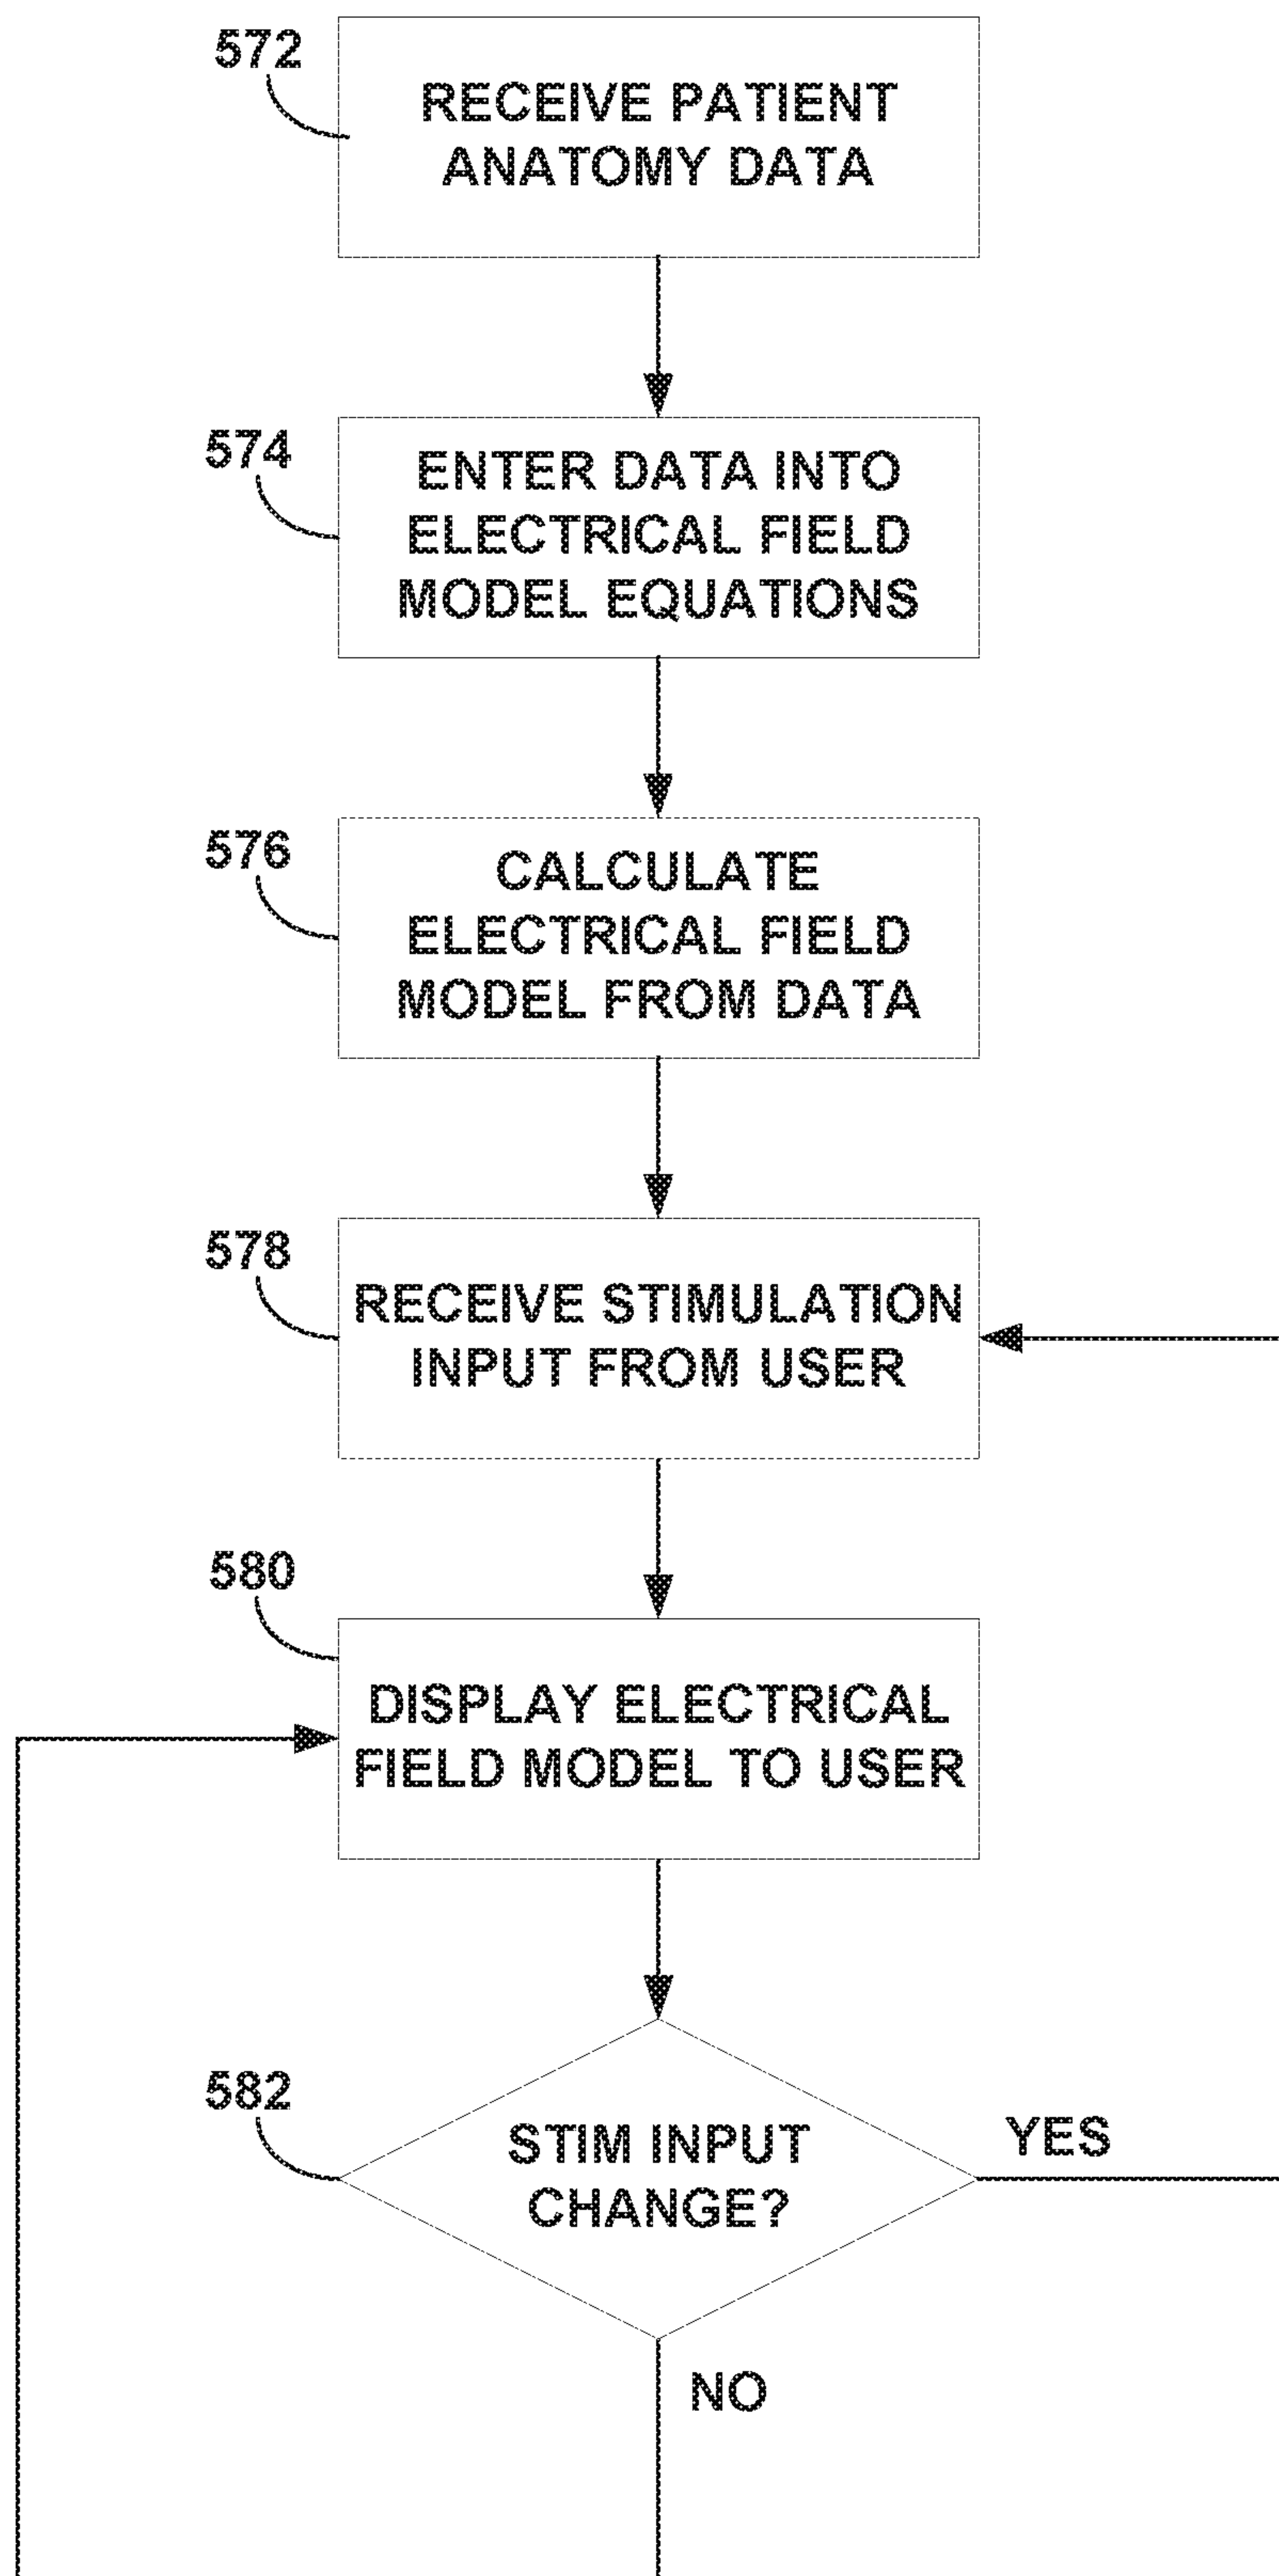 572
RECEIVE PATIENT
ANATOMY DATA
574
ENTER DATA INTO
ELECTRICAL FIELD
MODEL EQUATIONS
576
CALCULATE
ELECTRICAL FIELD
MODEL FROM DATA
578
RECEIVE STIMULATION
INPUT FROM USER
580
DISPLAY ELECTRICAL
FIELD MODEL TO USER
582
STIM INPUT
CHANGE?
YES
NO